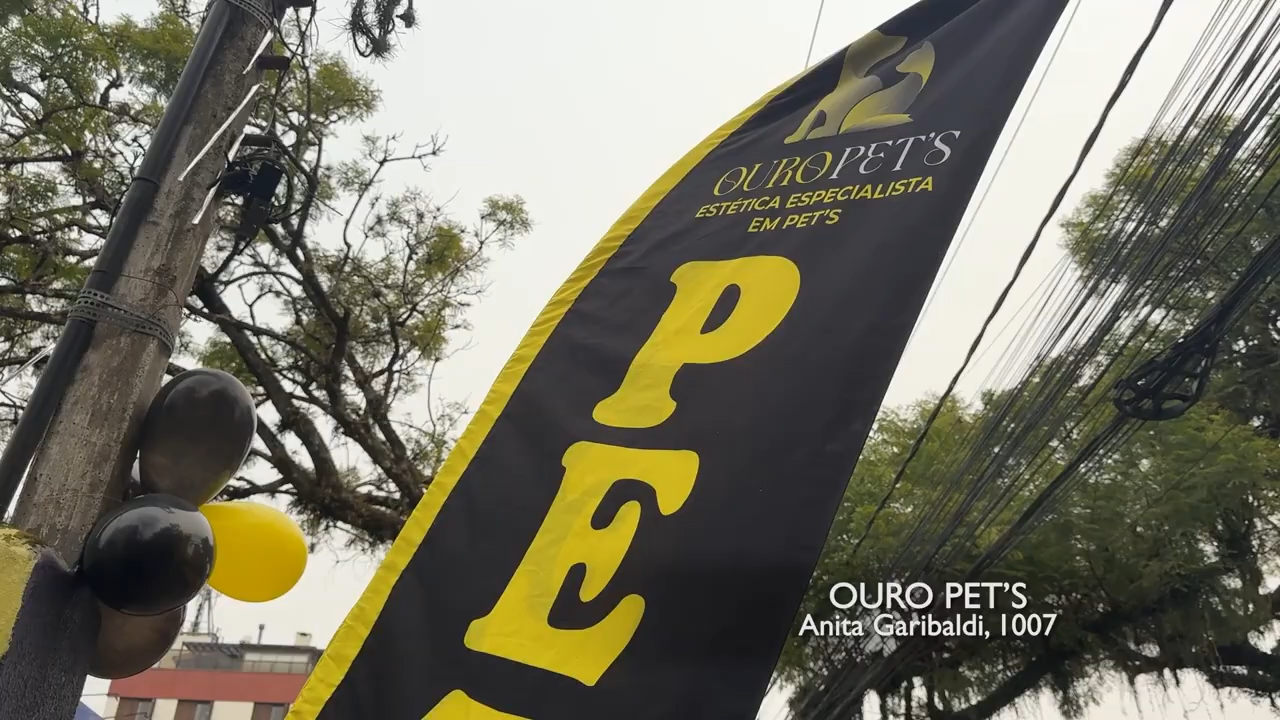 OUROPET'S
ESTÉTICA ESPECIALISTA
EM PET'S
P
E
OURO PET'S
Anita Garibaldi, 1007